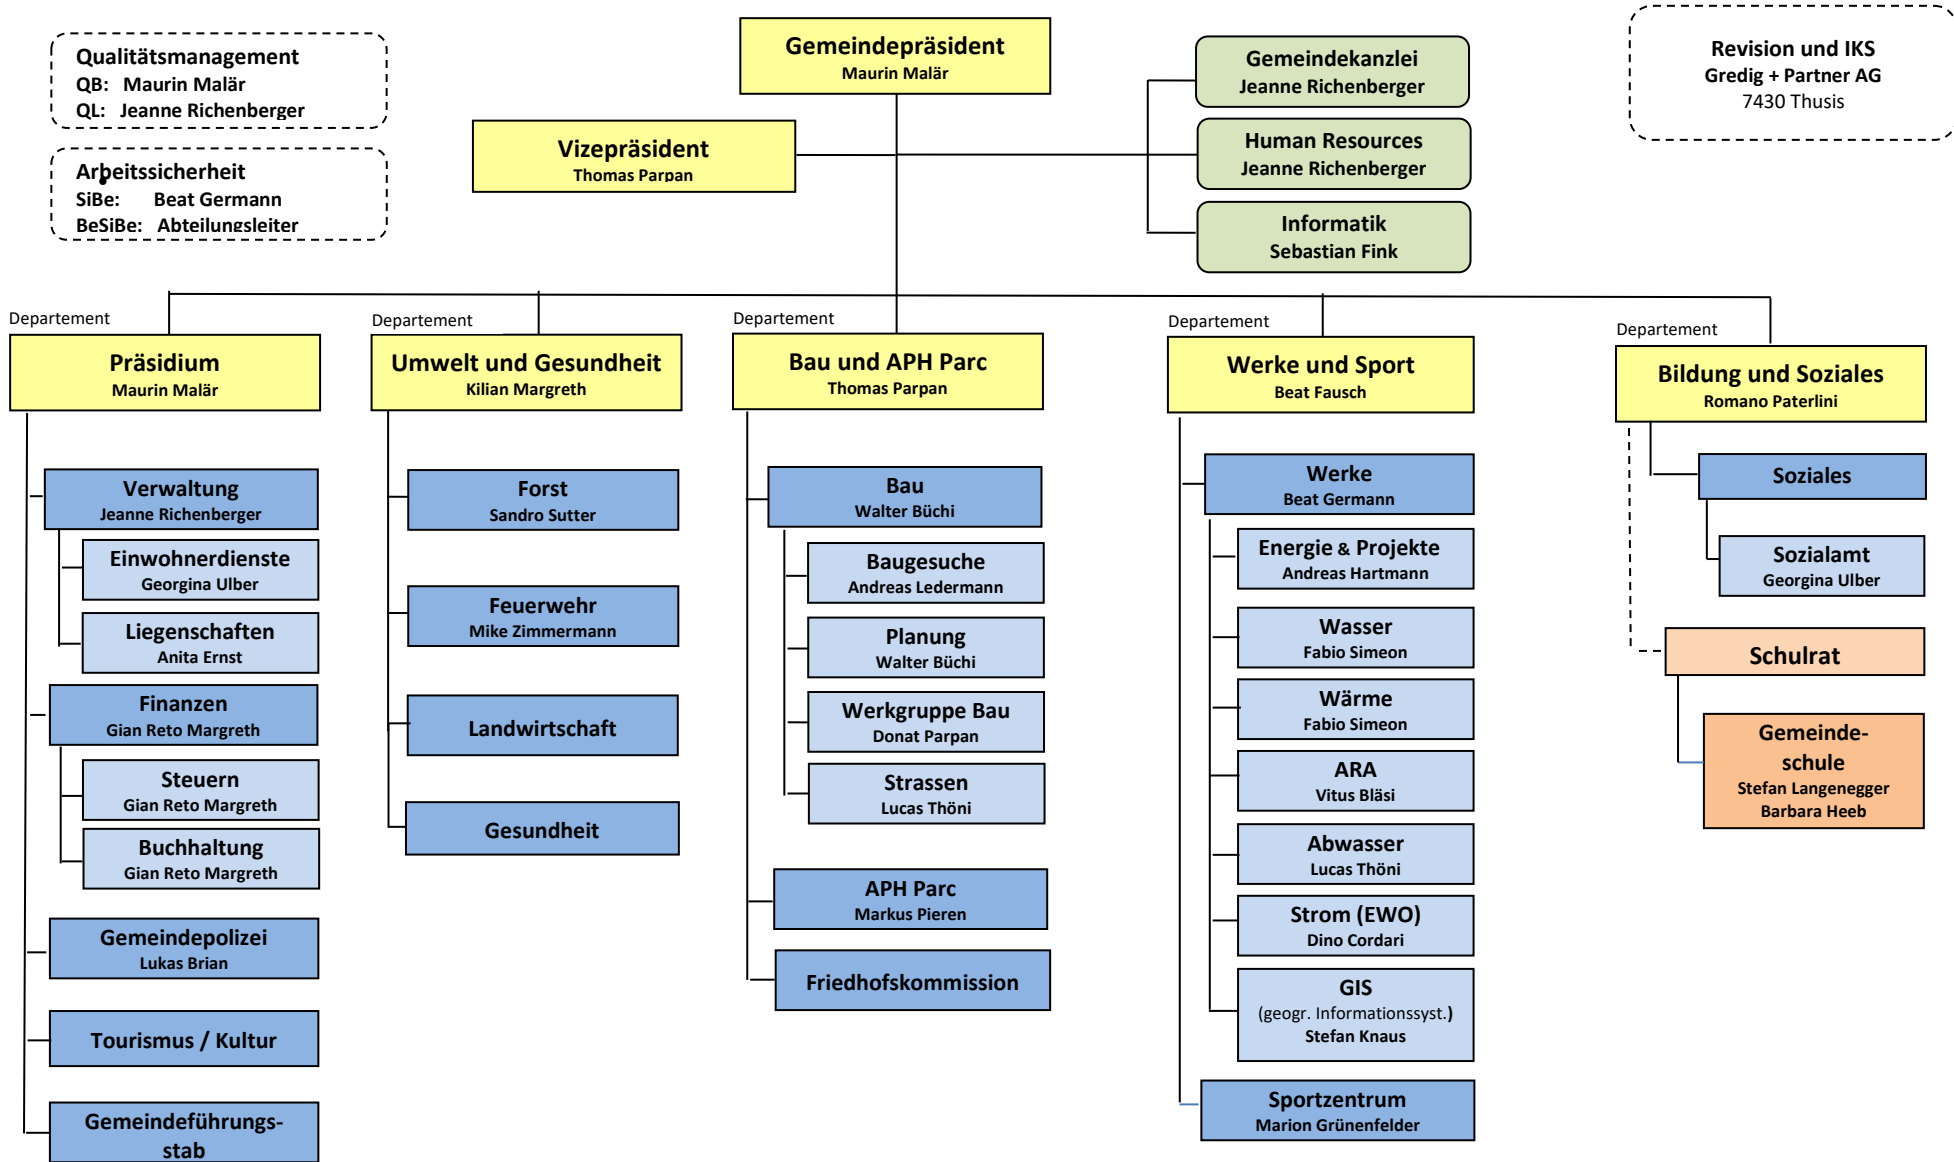 Qualitätsmanagement
QB: Maurin Malär
QL: Jeanne Richenberger
Arbeitssicherheit
SiBe: Beat Germann
BeSiBe: Abteilungsleiter
Gemeindepräsident
Maurin Malär
Vizepräsident
Thomas Parpan
Gemeindekanzlei
Jeanne Richenberger
Human Resources
Jeanne Richenberger
Informatik
Sebastian Fink
Revision und IKS
Gredig + Partner AG
7430 Thusis
Departement
Präsidium
Maurin Malär
Verwaltung
Jeanne Richenberger
Einwohnerdienste
Georgina Ulber
Liegenschaften
Anita Ernst
Finanzen
Gian Reto Margreth
Steuern
Gian Reto Margreth
Buchhaltung
Gian Reto Margreth
Gemeindepolizei
Lukas Brian
Tourismus / Kultur
Gemeindeführungs-
stab
Departement
Umwelt und Gesundheit
Kilian Margreth
Forst
Sandro Sutter
Feuerwehr
Mike Zimmermann
Landwirtschaft
Gesundheit
Departement
Bau und APH Parc
Thomas Parpan
Bau
Walter Büchi
Baugesuche
Andreas Ledermann
Planung
Walter Büchi
Werkgruppe Bau
Donat Parpan
Strassen
Lucas Thöni
APH Parc
Markus Pieren
Friedhofskommission
Departement
Werke und Sport
Beat Fausch
Werke
Beat Germann
Energie & Projekte
Andreas Hartmann
Wasser
Fabio Simeon
Wärme
Fabio Simeon
ARA
Vitus Bläsi
Abwasser
Lucas Thöni
Strom (EWO)
Dino Cordari
GIS
(geogr. Informationssyst.)
Stefan Knaus
Sportzentrum
Marion Grünenfelder
Departement
Bildung und Soziales
Romano Paterlini
Soziales
Sozialamt
Georgina Ulber
Schulrat
Gemeinde-
schule
Stefan Langenegger
Barbara Heeb